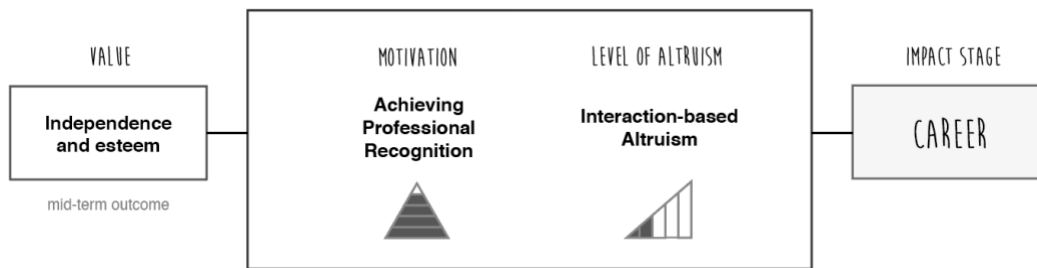 VALUE
Independence
and esteem
mid-term outcome
MOTIVATION
Achieving
Professional
Recognition
LEVEL OF ALTRUISM
Interaction-based
Altruism
IMPACT STAGE
CAREER